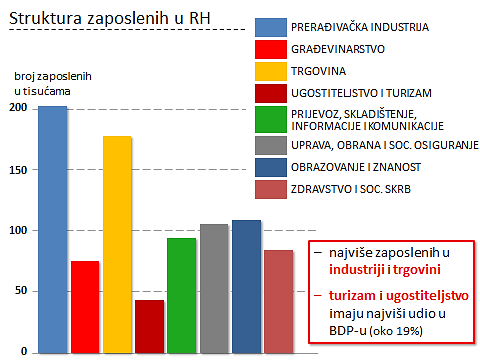 Struktura zaposlenih u RH
broj zaposlenih
u tisućama
200
150
100
50
0
PRERAĐIVAČKA INDUSTRIJA
GRAĐEVINARSTVO
TRGOVINA
UGOSTITELJSTVO I TURIZAM
PRIJEVOZ, SKLADIŠTENJE,
INFORMACIJE I KOMUNIKACIJE
UPRAVA, OBRANA I SOC. OSIGURANJE
OBRAZOVANJE I ZNANOST
ZDRAVSTVO I SOC. SKRB
– najviše zaposlenih u
industriji i trgovini
– turizam i ugostiteljstvo
imaju najviši udio u
BDP-u (oko 19%)